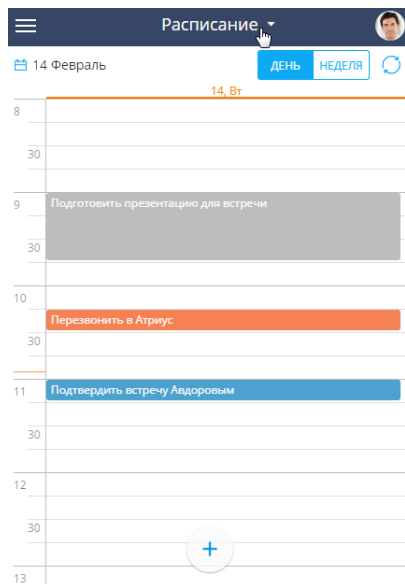 Расписание
14 Февраль
ДЕНЬ НЕДЕЛЯ
14, Вт
8
30
9
Подготовить презентацию для встречи
30
10
Перезвонить в Атриус
30
11
Подтвердить встречу Авдоровым
30
12
30
+
13